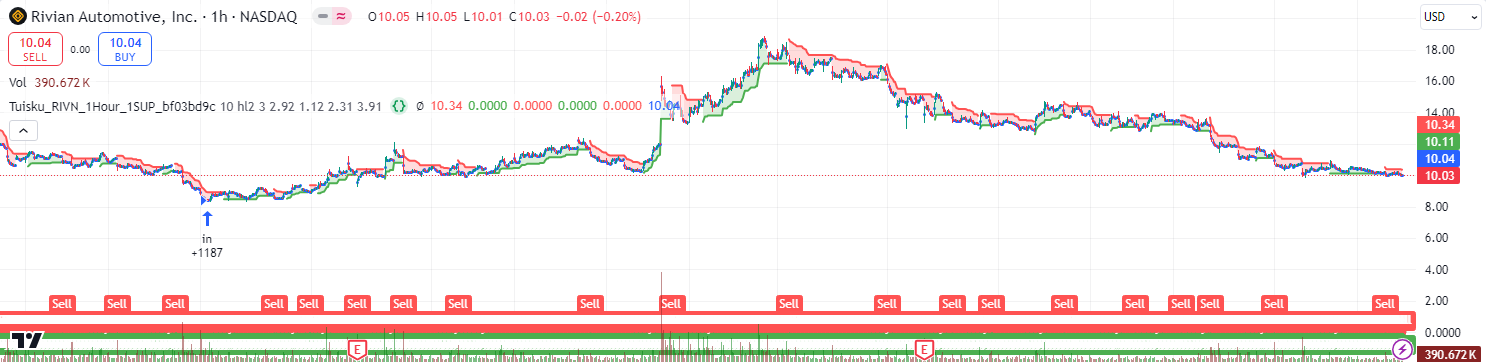 Rivian Automotive, Inc. · 1h · NASDAQ O10.05 H10.05 L10.01 C10.03 −0.02 (−0.20%)
USD
10.04 SELL 0.00 10.04 BUY
Vol 390.672 K
Tuisku_RIVN_1Hour_1SUP_bf03bd9c 10 hl2 3 2.92 1.12 2.31 3.91 Ø 10.34 0.0000 0.0000 0.0000 0.0000 10.04
18.00
16.00
14.00
10.34
10.11
10.04
10.03
8.00
6.00
4.00
2.00
0.0000
390.672 K
in
+1187
Sell Sell Sell Sell Sell Sell Sell Sell Sell Sell Sell Sell Sell Sell Sell Sell Sell Sell Sell Sell
E E